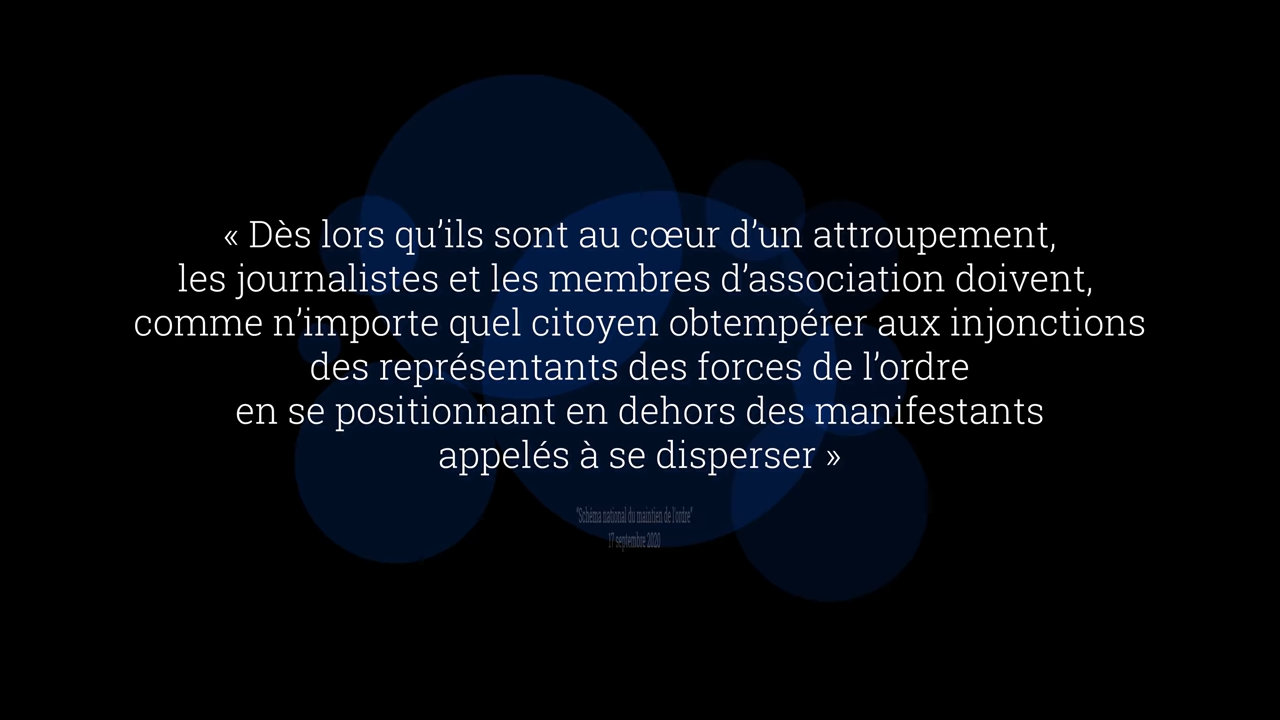 « Dès lors qu’ils sont au cœur d’un attroupement,
les journalistes et les membres d’association doivent,
comme n’importe quel citoyen obtempérer aux injonctions
des représentants des forces de l’ordre
en se positionnant en dehors des manifestants
appelés à se disperser »
"Schéma national du maintien de l'ordre"
17 septembre 2020